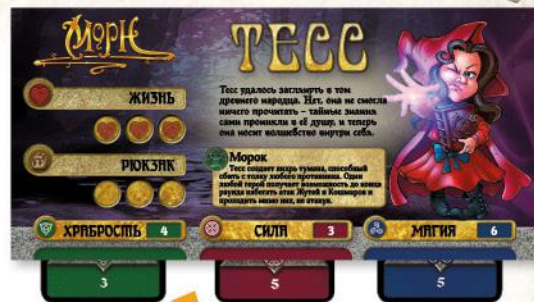 Морн
ТЕСС
Тесс удалось заглянуть в том
древнего народца. Нет, она не смогла
ничего прочитать – тайные знания
сами проникли в её душу, и теперь
она носит волшебство внутри себя.
ЖИЗНЬ
РЮКЗАК
Морок
Тесс создает вихрь тумана, способный
сбить с толку любого противника. Один
любой герой получает возможность до конца
раунда избегать атак Жутей и Кошмаров и
проходить мимо них, не атакуя.
ХРАБРОСТЬ 4
СИЛА 3
МАГИЯ 6
3
5
5